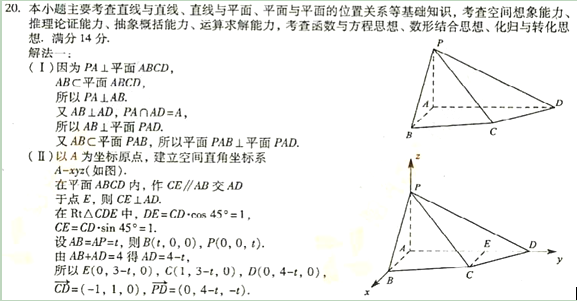 20. 本小题主要考查直线与直线、直线与平面、平面与平面的位置关系等基础知识，考查空间想象能力、
推理论证能力、抽象概括能力、运算求解能力，考查函数与方程思想、数形结合思想、化归与转化思
想. 满分 14 分.
解法一：
(Ⅰ)因为 PA⊥平面 ABCD，
AB⊂平面 ABCD，
所以 PA⊥AB.
又 AB⊥AD，PA∩AD=A，
所以 AB⊥平面 PAD.
又 AB⊂平面 PAB，所以平面 PAB⊥平面 PAD.
(Ⅱ)以 A 为坐标原点，建立空间直角坐标系
A-xyz(如图).
在平面 ABCD 内，作 CE∥AB 交 AD
于点 E，则 CE⊥AD.
在 Rt△CDE 中，DE=CD·cos 45°=1，
CE=CD·sin 45°=1.
设 AB=AP=t，则 B(t, 0, 0)，P(0, 0, t).
由 AB+AD=4 得 AD=4-t，
所以 E(0, 3-t, 0)，C(1, 3-t, 0)，D(0, 4-t, 0)，
CD=(-1, 1, 0)，PD=(0, 4-t, -t).
P
A
D
B
C
z
P
A
E
D
y
B
C
x